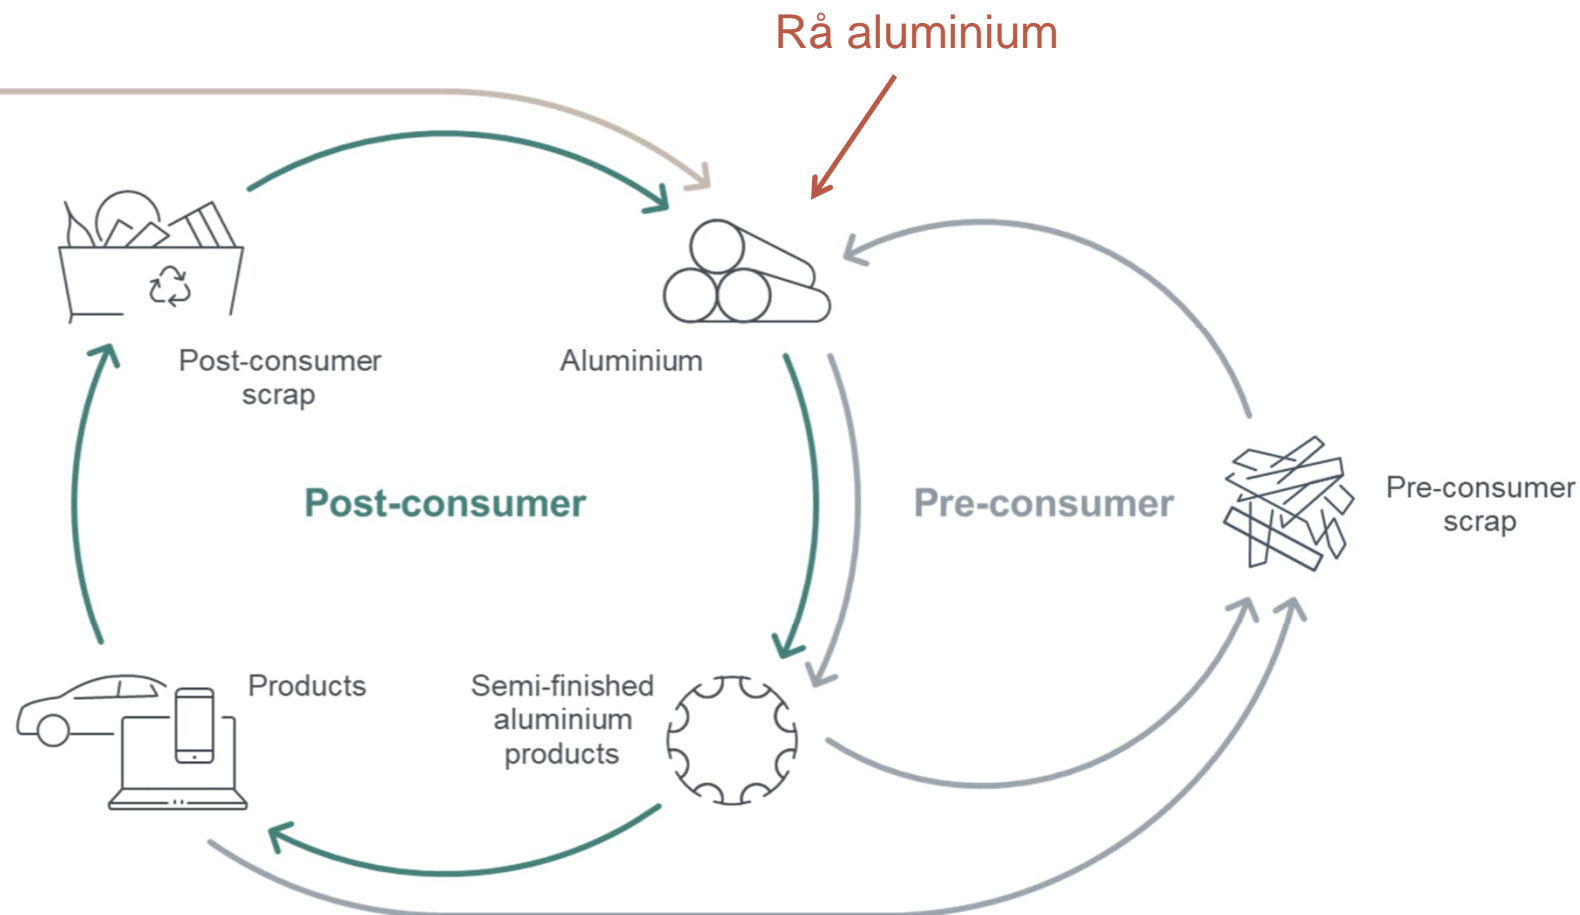 Rå aluminium
Post-consumer
scrap
Aluminium
Post-consumer
Pre-consumer
Pre-consumer
scrap
Products
Semi-finished
aluminium
products